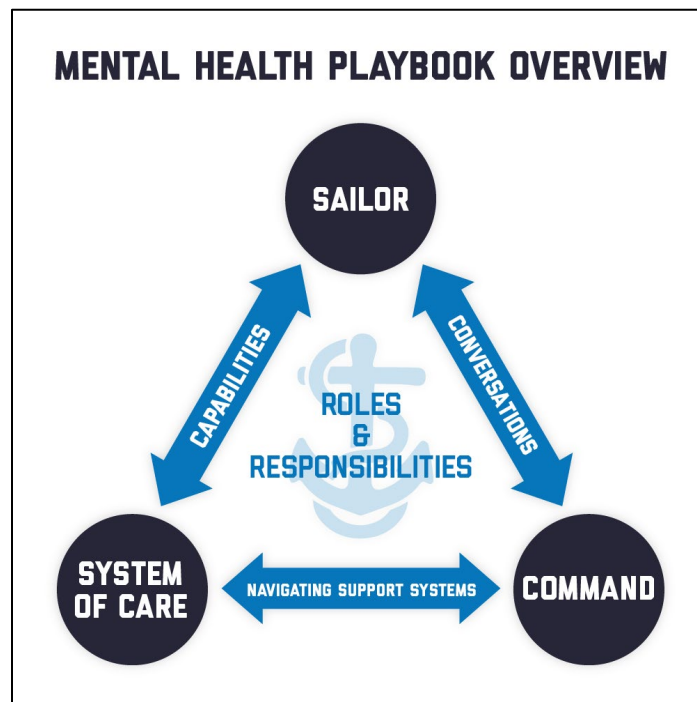 MENTAL HEALTH PLAYBOOK OVERVIEW
SAILOR
CAPABILITIES
CONVERSATIONS
ROLES
&
RESPONSIBILITIES
SYSTEM
OF CARE
NAVIGATING SUPPORT SYSTEMS
COMMAND